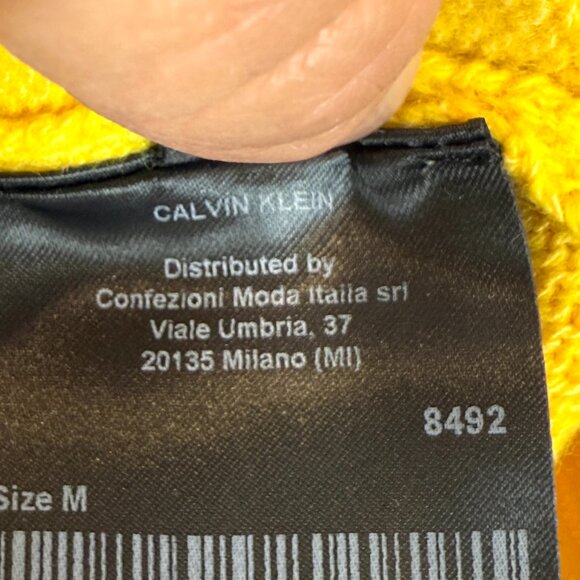 CALVIN KLEIN
Distributed by
Confezioni Moda Italia srl
Viale Umbria, 37
20135 Milano (MI)
8492
Size M